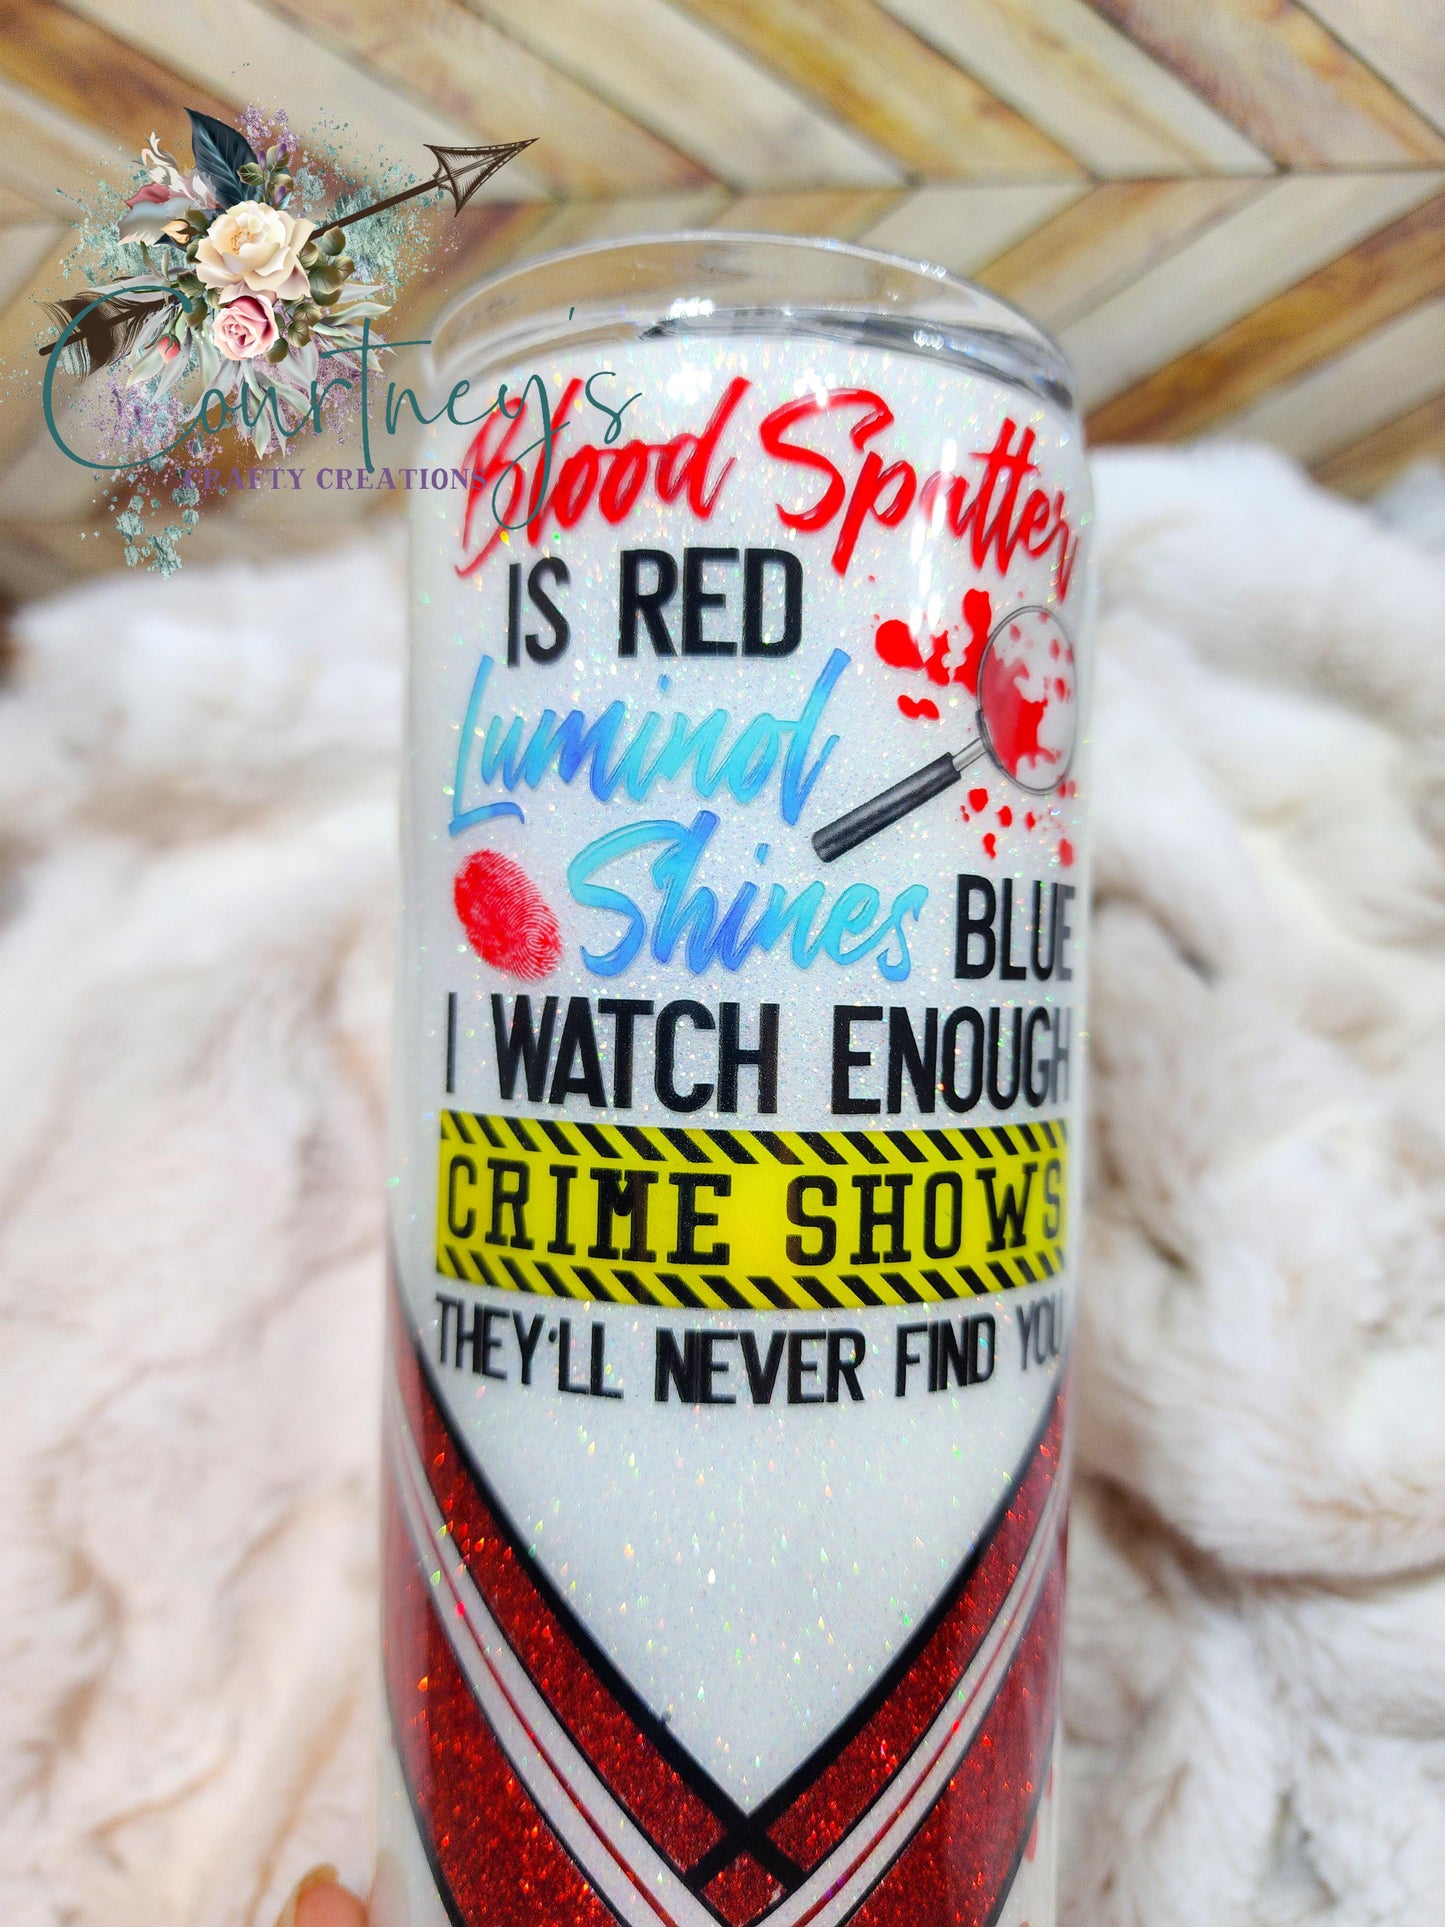 Courtney's
CRAFTY CREATIONS
Blood Spatter
IS RED
Luminol
Shines BLUE
I WATCH ENOUGH
CRIME SHOWS
THEY'LL NEVER FIND YOU